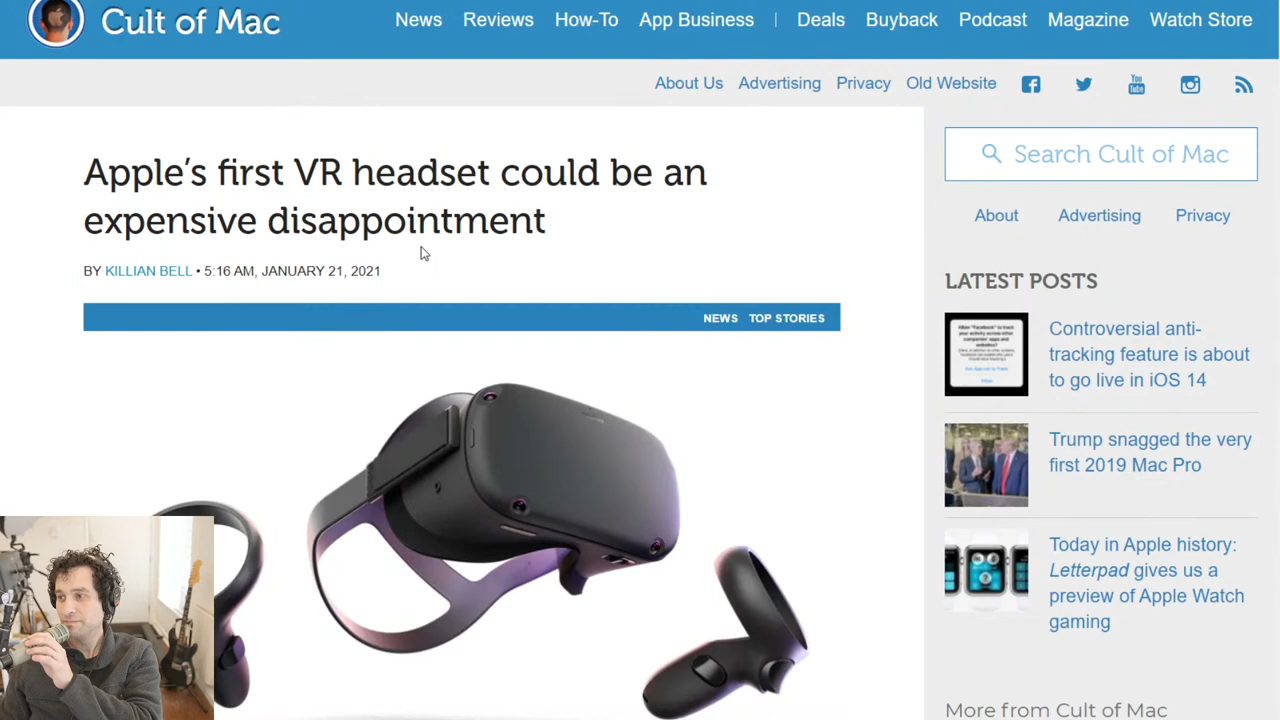 Cult of Mac
News Reviews How-To App Business | Deals Buyback Podcast Magazine Watch Store
About Us Advertising Privacy Old Website
You Tube
Apple's first VR headset could be an
expensive disappointment
BY KILLIAN BELL • 5:16 AM, JANUARY 21, 2021
NEWS TOP STORIES
Search Cult of Mac
About Advertising Privacy
LATEST POSTS
Controversial anti-
tracking feature is about
to go live in iOS 14
Trump snagged the very
first 2019 Mac Pro
Today in Apple history:
Letterpad gives us a
preview of Apple Watch
gaming
More from Cult of Mac